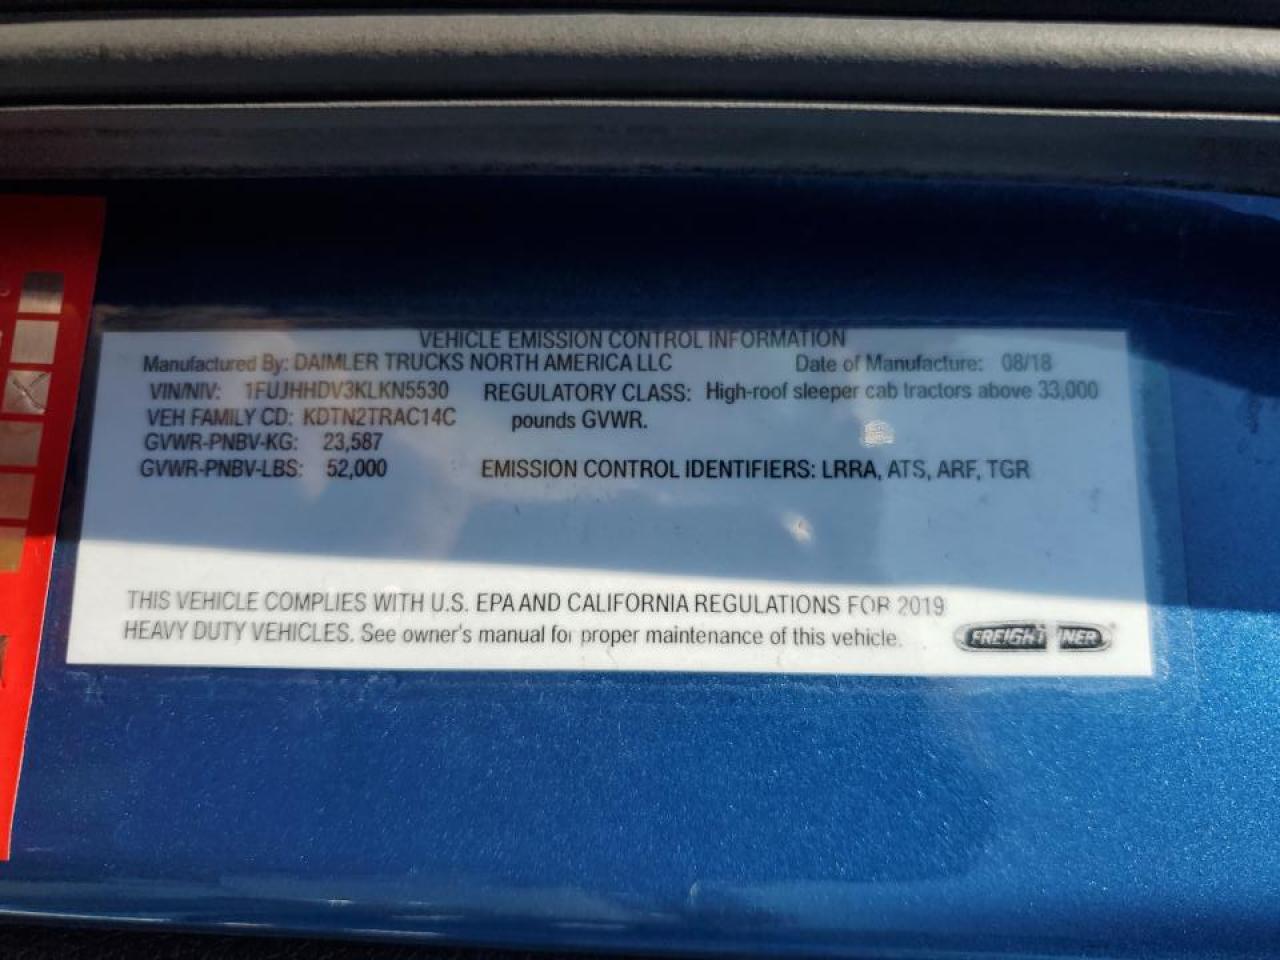 VEHICLE EMISSION CONTROL INFORMATION
Manufactured By: DAIMLER TRUCKS NORTH AMERICA LLC Date of Manufacture: 08/18
VIN/NIV: 1FUJHHDV3KLKN5530 REGULATORY CLASS: High-roof sleeper cab tractors above 33,000
VEH FAMILY CD: KDTN2TRAC14C pounds GVWR.
GVWR-PNBV-KG: 23,587
GVWR-PNBV-LBS: 52,000 EMISSION CONTROL IDENTIFIERS: LRRA, ATS, ARF, TGR
THIS VEHICLE COMPLIES WITH U.S. EPA AND CALIFORNIA REGULATIONS FOR 2019
HEAVY DUTY VEHICLES. See owner's manual for proper maintenance of this vehicle.
FREIGHTLINER